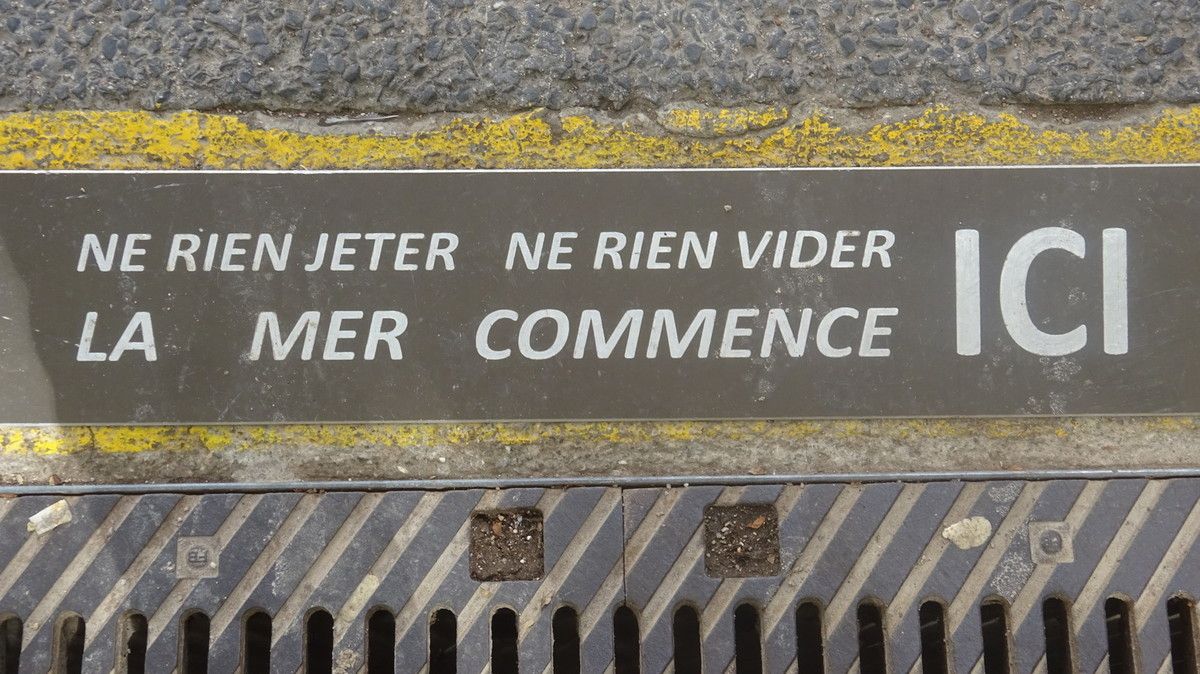 NE RIEN JETER NE RIEN VIDER
LA MER COMMENCE ICI